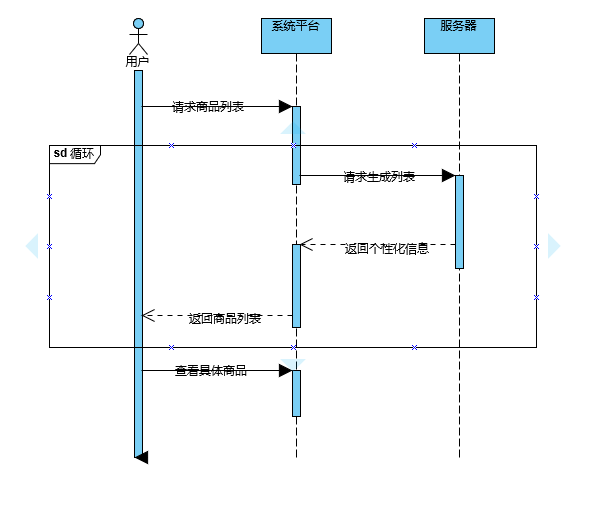 系统平台
服务器
用户
请求商品列表
sd 循环
请求生成列表
返回个性化信息
返回商品列表
查看具体商品